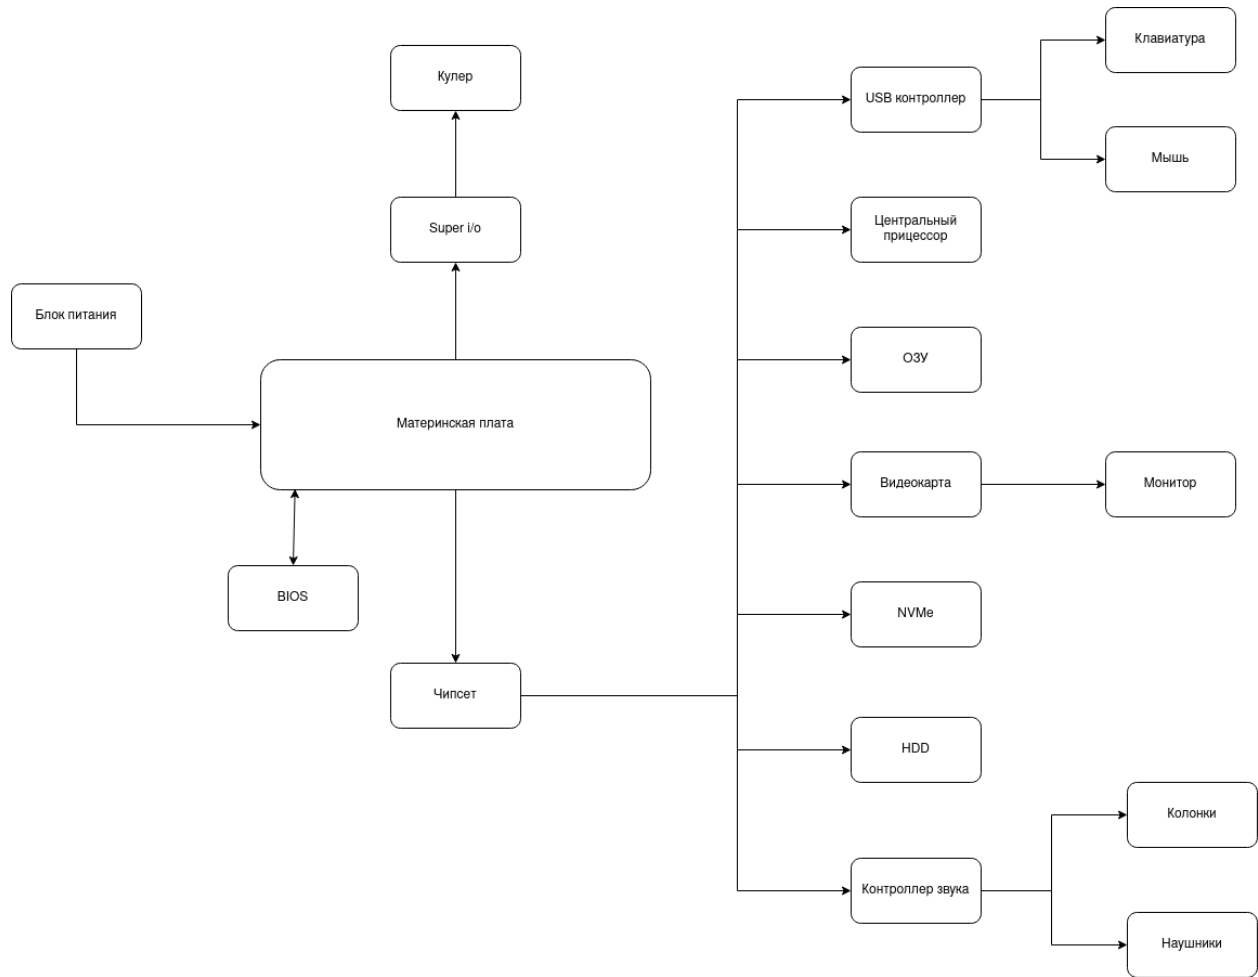 Клавиатура
Кулер
USB контроллер
Мышь
Super i/o
Центральный
прицессор
Блок питания
ОЗУ
Материнская плата
Видеокарта
Монитор
BIOS
NVMe
Чипсет
HDD
Колонки
Контроллер звука
Наушники